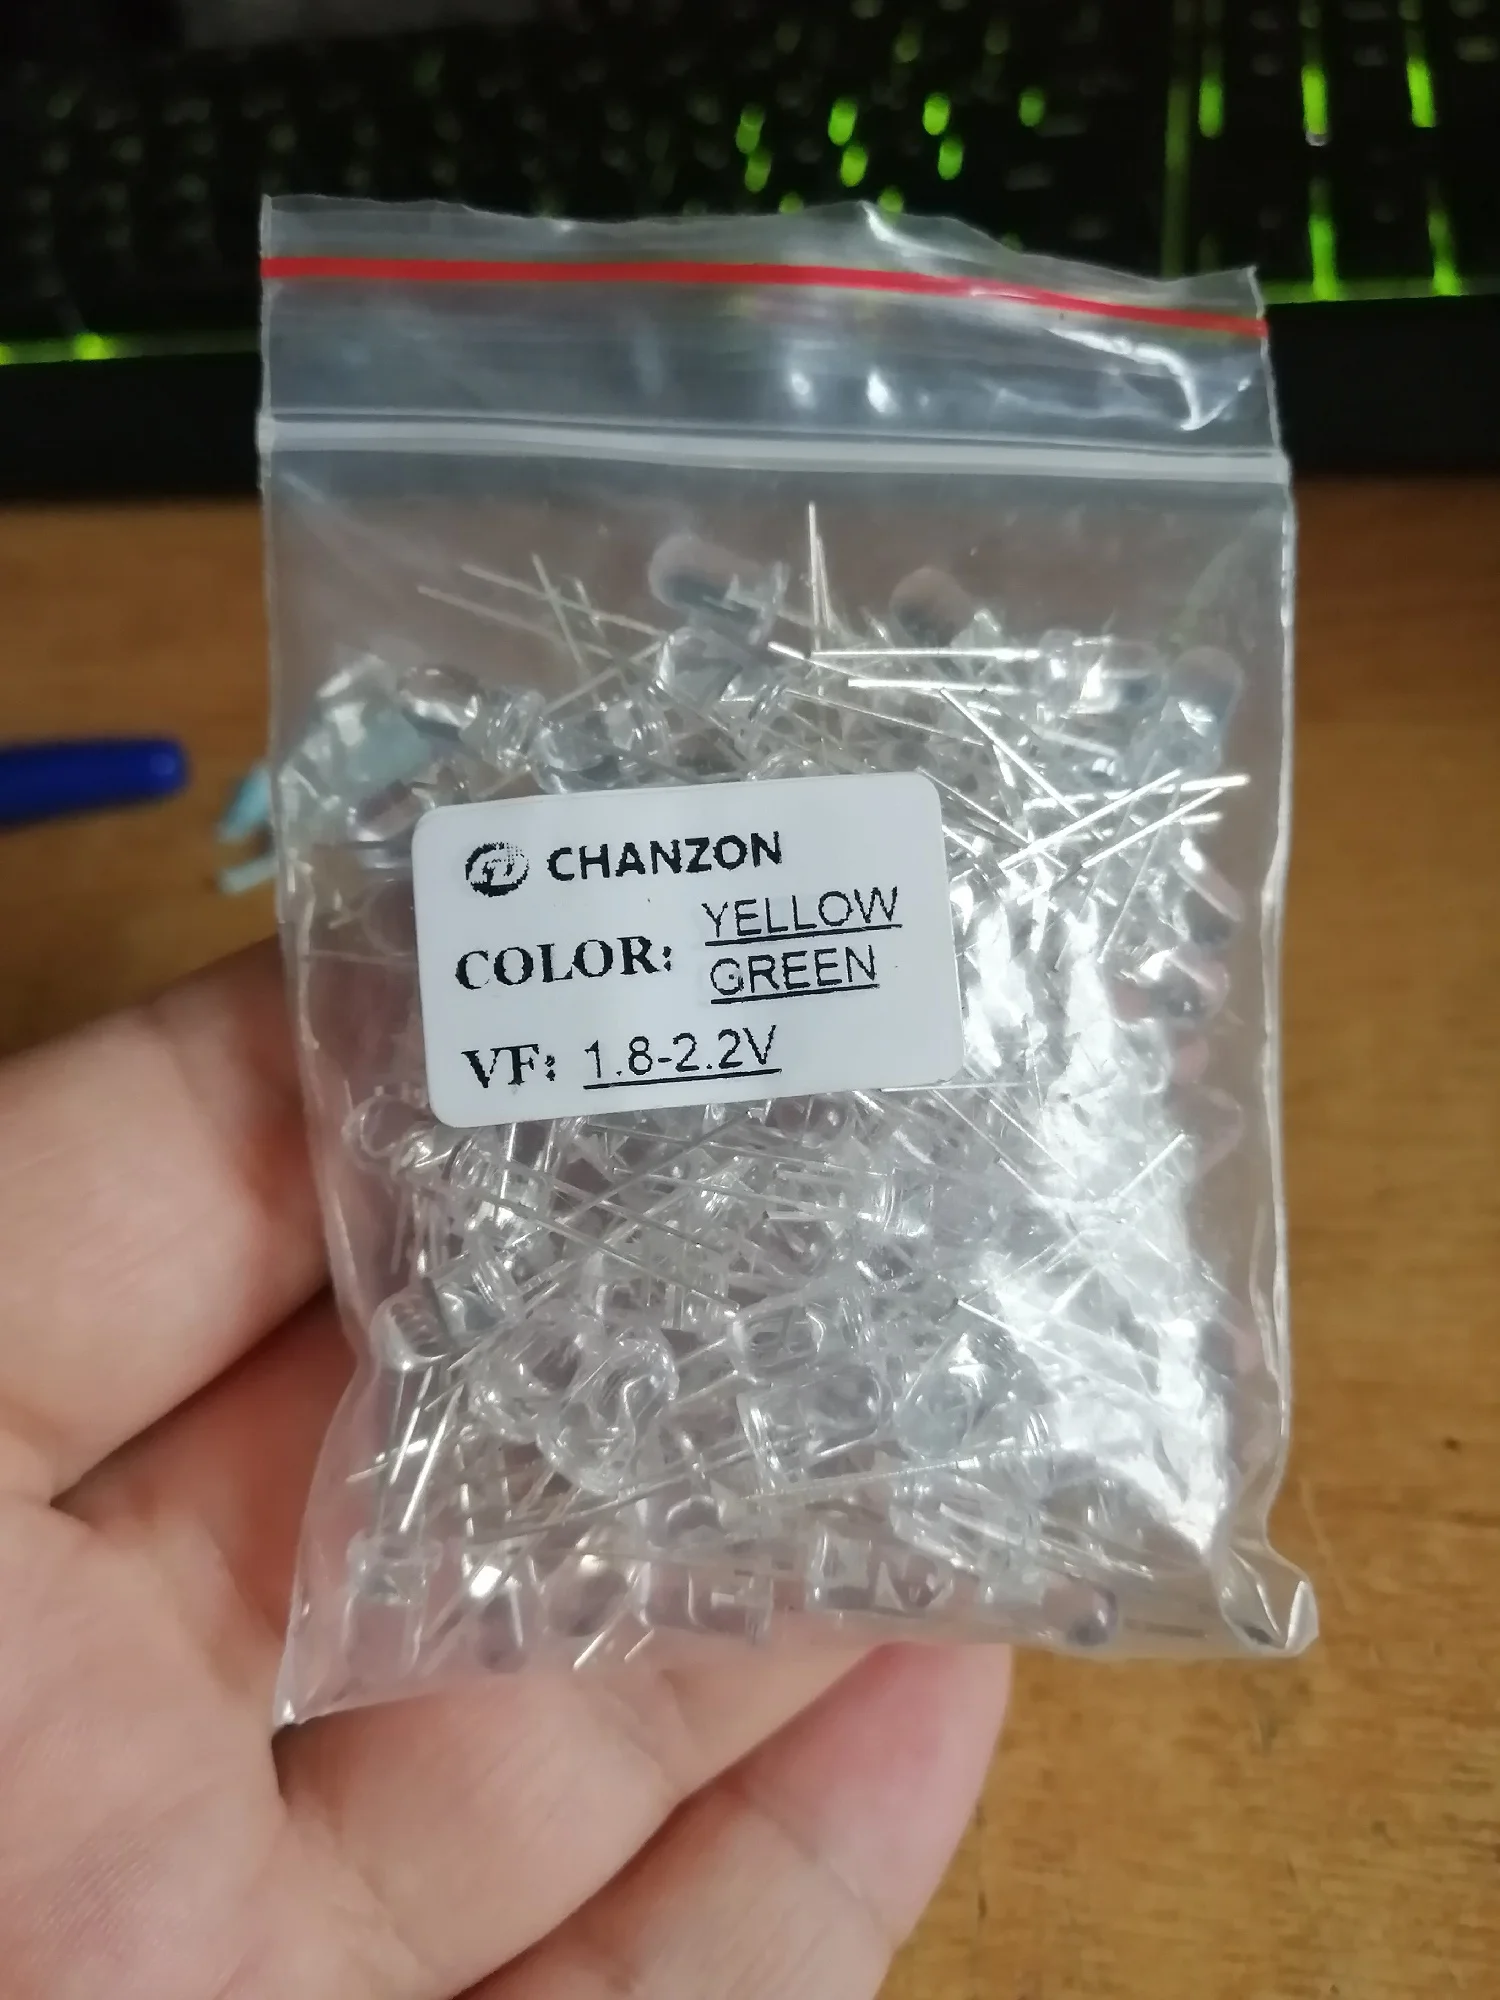 CHANZON
COLOR: YELLOW
GREEN
VF: 1.8-2.2V